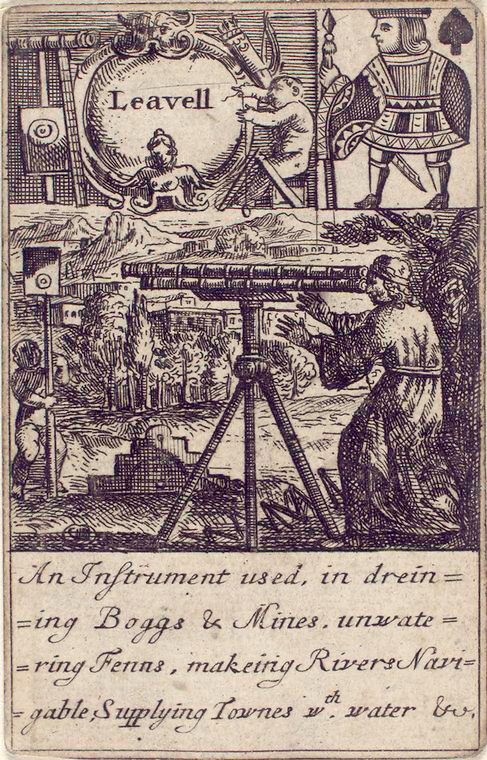 Leavell
An Inſtrument used, in drein=
=ing Boggs & Mines, unwate=
=ring Fenns, makeing Rivers Navi=
=gable, Supplying Townes wth. water &c.